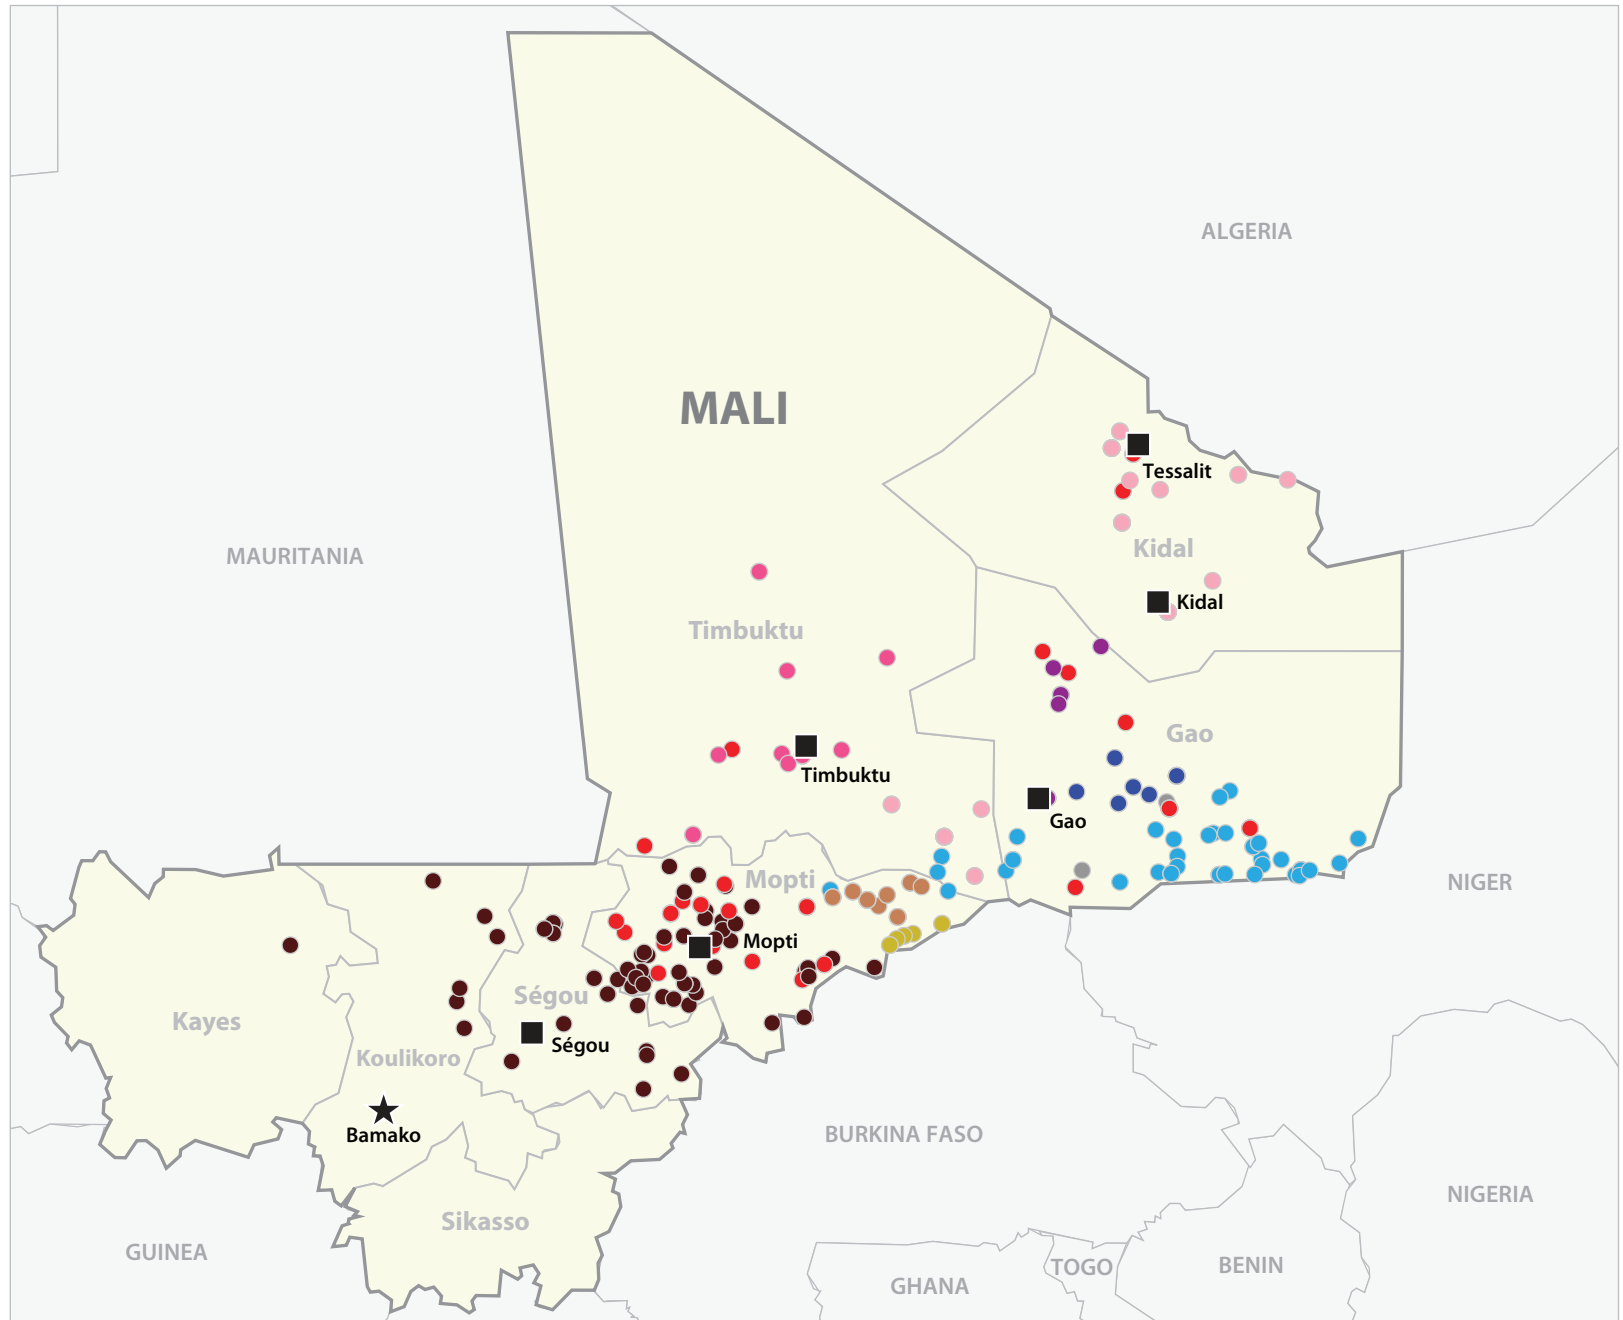 ALGERIA
MALI
Tessalit
MAURITANIA
Kidal
Kidal
Timbuktu
Gao
Timbuktu
Gao
Mopti
NIGER
Mopti
Ségou
Kayes
Ségou
Koulikoro
Bamako
BURKINA FASO
NIGERIA
Sikasso
GUINEA
TOGO
BENIN
GHANA